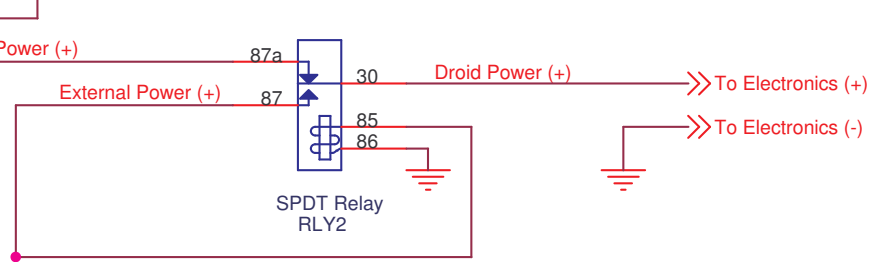 Power (+)
87a
30
Droid Power (+)
To Electronics (+)
External Power (+)
87
85
To Electronics (-)
86
SPDT Relay
RLY2